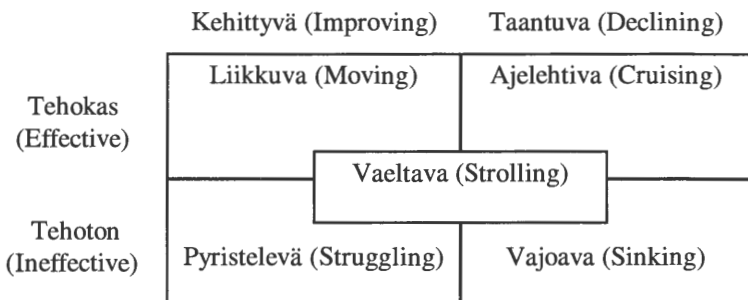 Kehittyvä (Improving) Taantuva (Declining)
Liikkuva (Moving) Ajelehtiva (Cruising)
Tehokas
(Effective)
Vaeltava (Strolling)
Tehoton
(Ineffective)
Pyristelevä (Struggling) Vajoava (Sinking)